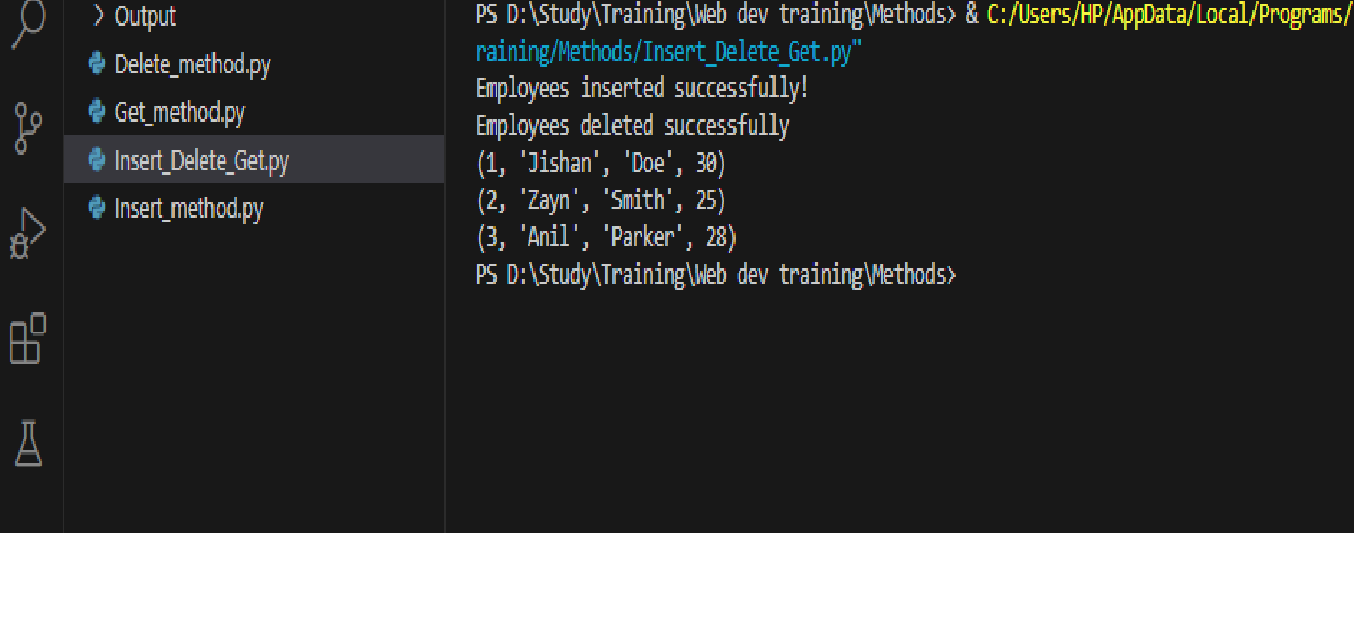 Output
Delete_method.py
Get_method.py
Insert_Delete_Get.py
Insert_method.py
PS D:\Study\Training\Web dev training\Methods> & C:/Users/HP/AppData/Local/Programs/
raining/Methods/Insert_Delete_Get.py"
Employees inserted successfully!
Employees deleted successfully
(1, 'Jishan', 'Doe', 30)
(2, 'Zayn', 'Smith', 25)
(3, 'Anil', 'Parker', 28)
PS D:\Study\Training\Web dev training\Methods>